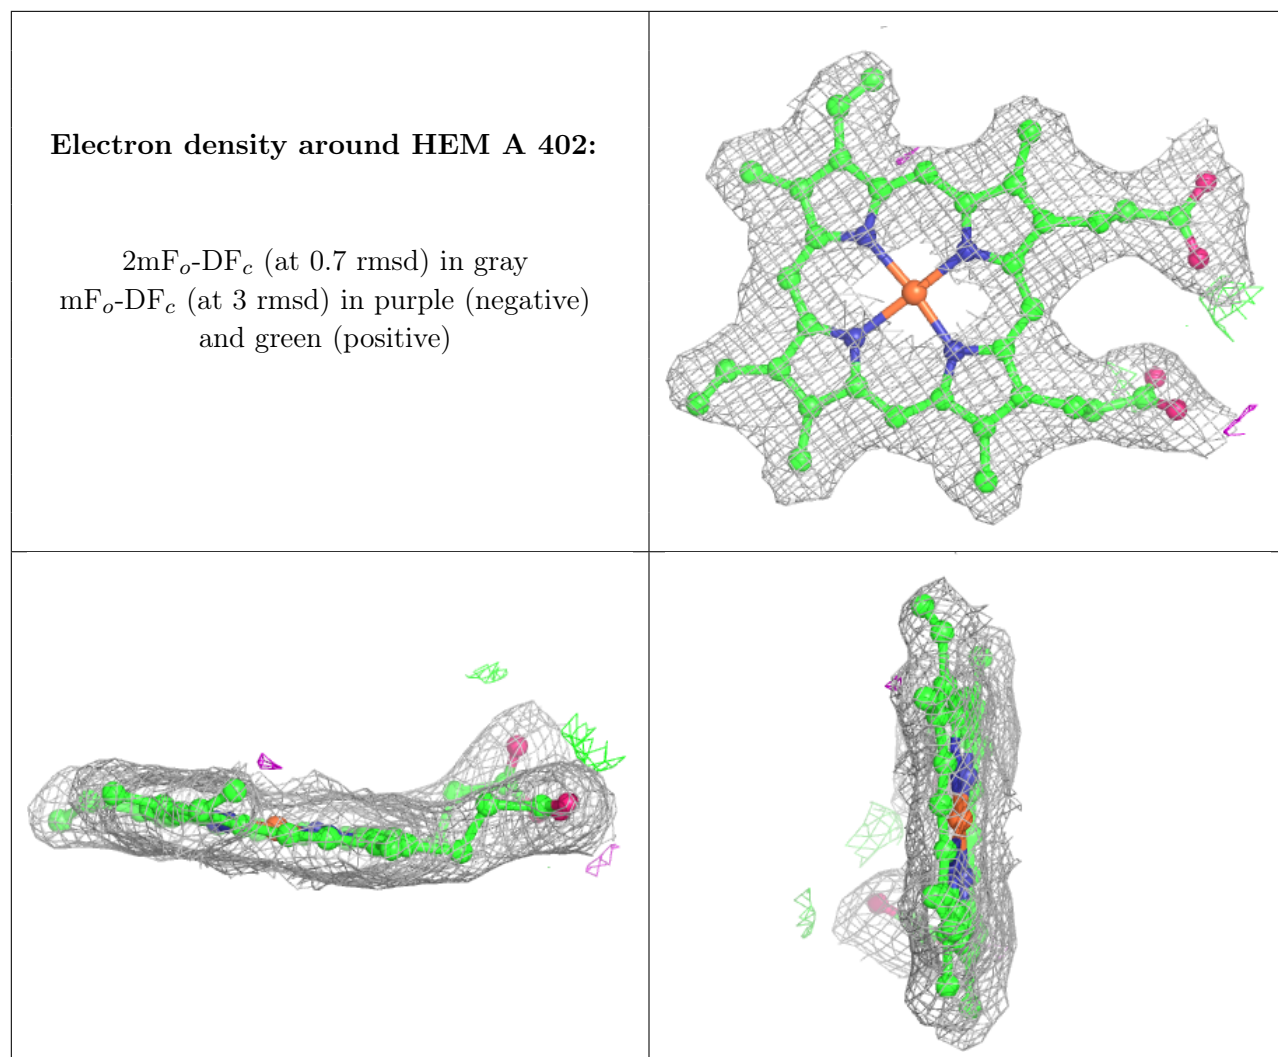 Electron density around HEM A 402:
2mFo-DFc (at 0.7 rmsd) in gray
mFo-DFc (at 3 rmsd) in purple (negative)
and green (positive)